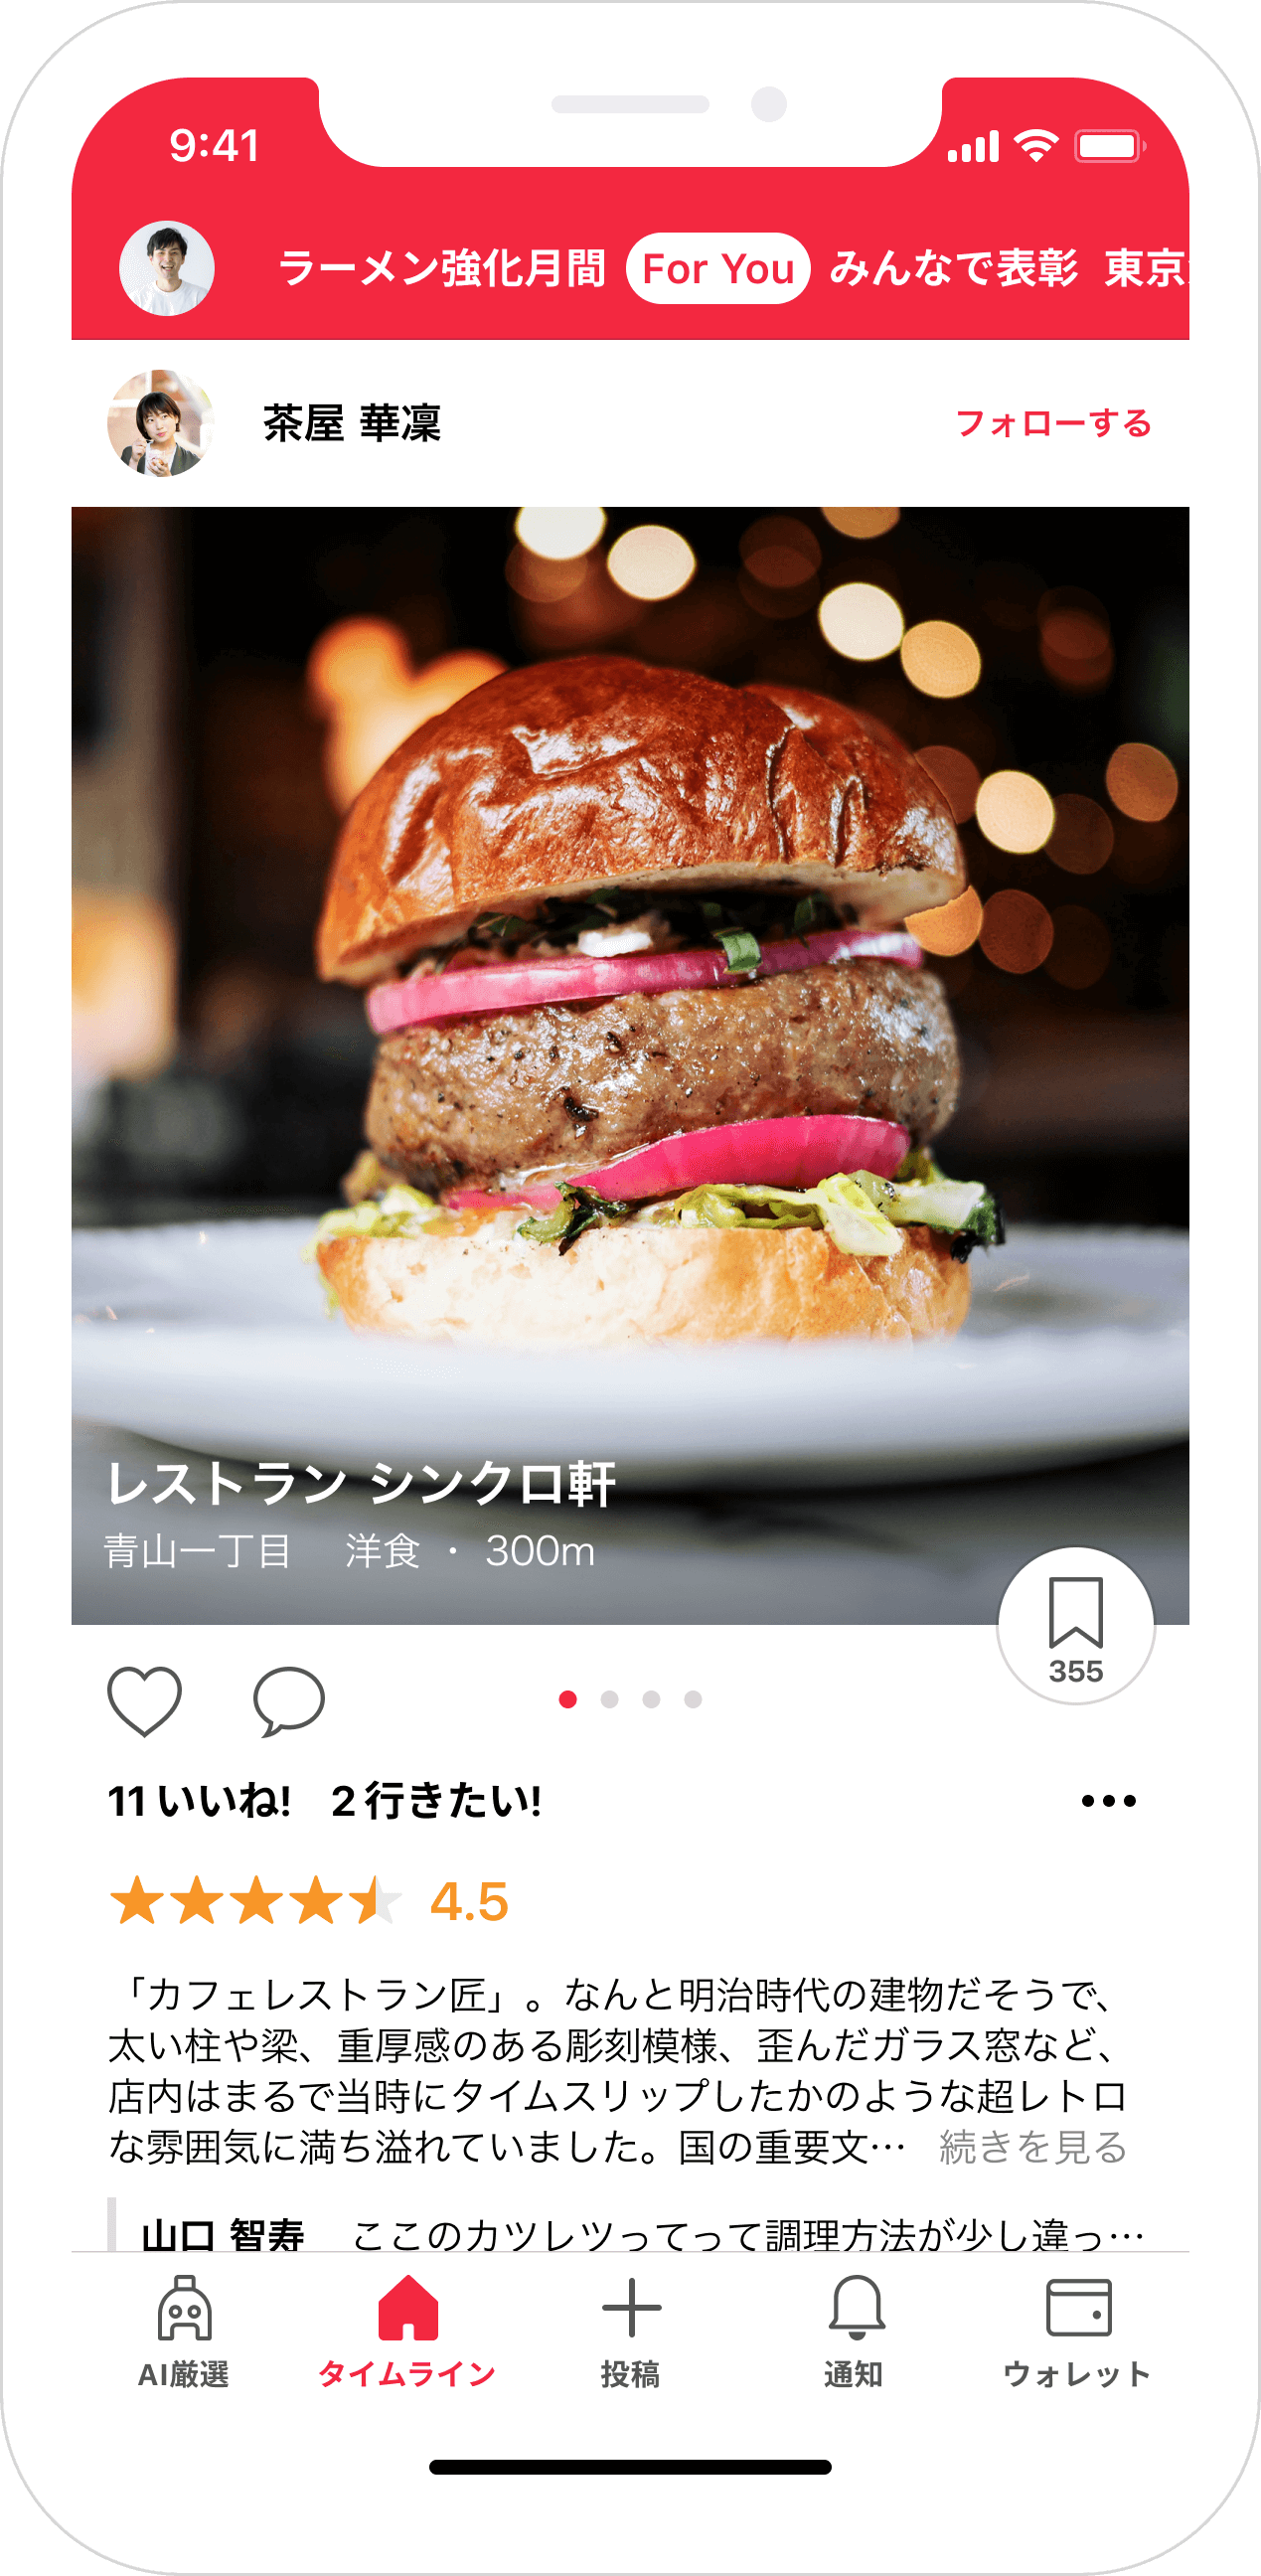 9:41
ラーメン強化月間 For You みんなで表彰 東京
茶屋 華凜 フォローする
レストラン シンクロ軒
青山一丁目 洋食 ・ 300m
355
11 いいね! 2 行きたい!
4.5
「カフェレストラン匠」。なんと明治時代の建物だそうで、
太い柱や梁、重厚感のある彫刻模様、歪んだガラス窓など、
店内はまるで当時にタイムスリップしたかのような超レトロ
な雰囲気に満ち溢れていました。国の重要文… 続きを見る
山口 智寿 ここのカツレツってって調理方法が少し違っ…
AI厳選 タイムライン 投稿 通知 ウォレット